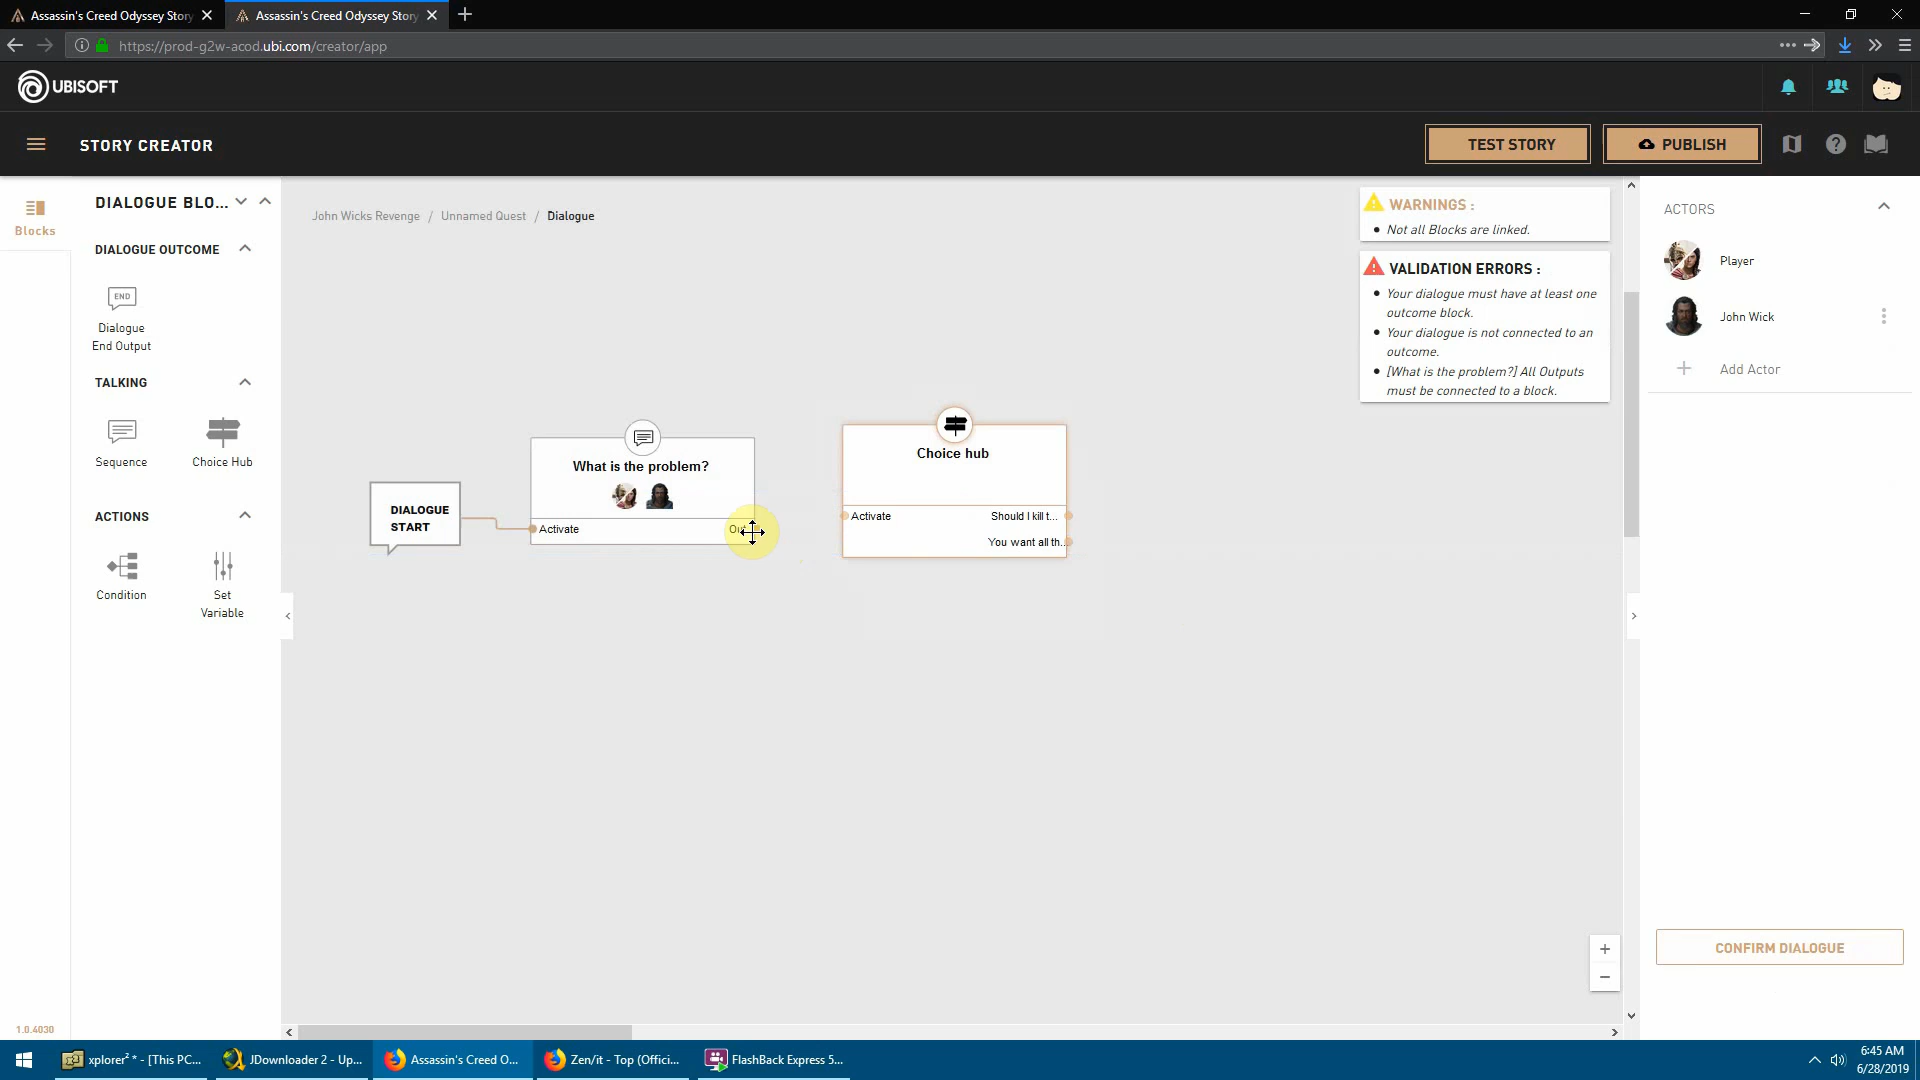 Assassin's Creed Odyssey Story
Assassin's Creed Odyssey Story
https://prod-g2w-acod.ubi.com/creator/app
UBISOFT
STORY CREATOR
TEST STORY
PUBLISH
Blocks
DIALOGUE BLO...
DIALOGUE OUTCOME
END
Dialogue
End Output
TALKING
Sequence
Choice Hub
ACTIONS
Condition
Set
Variable
1.0.4030
John Wicks Revenge / Unnamed Quest / Dialogue
DIALOGUE
START
What is the problem?
Activate
Choice hub
Activate
Should I kill t...
You want all th...
WARNINGS :
Not all Blocks are linked.
VALIDATION ERRORS :
Your dialogue must have at least one
outcome block.
Your dialogue is not connected to an
outcome.
[What is the problem?] All Outputs
must be connected to a block.
ACTORS
Player
John Wick
Add Actor
CONFIRM DIALOGUE
xplorer² * - [This PC...
JDownloader 2 - Up...
Assassin's Creed O...
Zen/it - Top (Offici...
FlashBack Express 5...
6:45 AM
6/28/2019